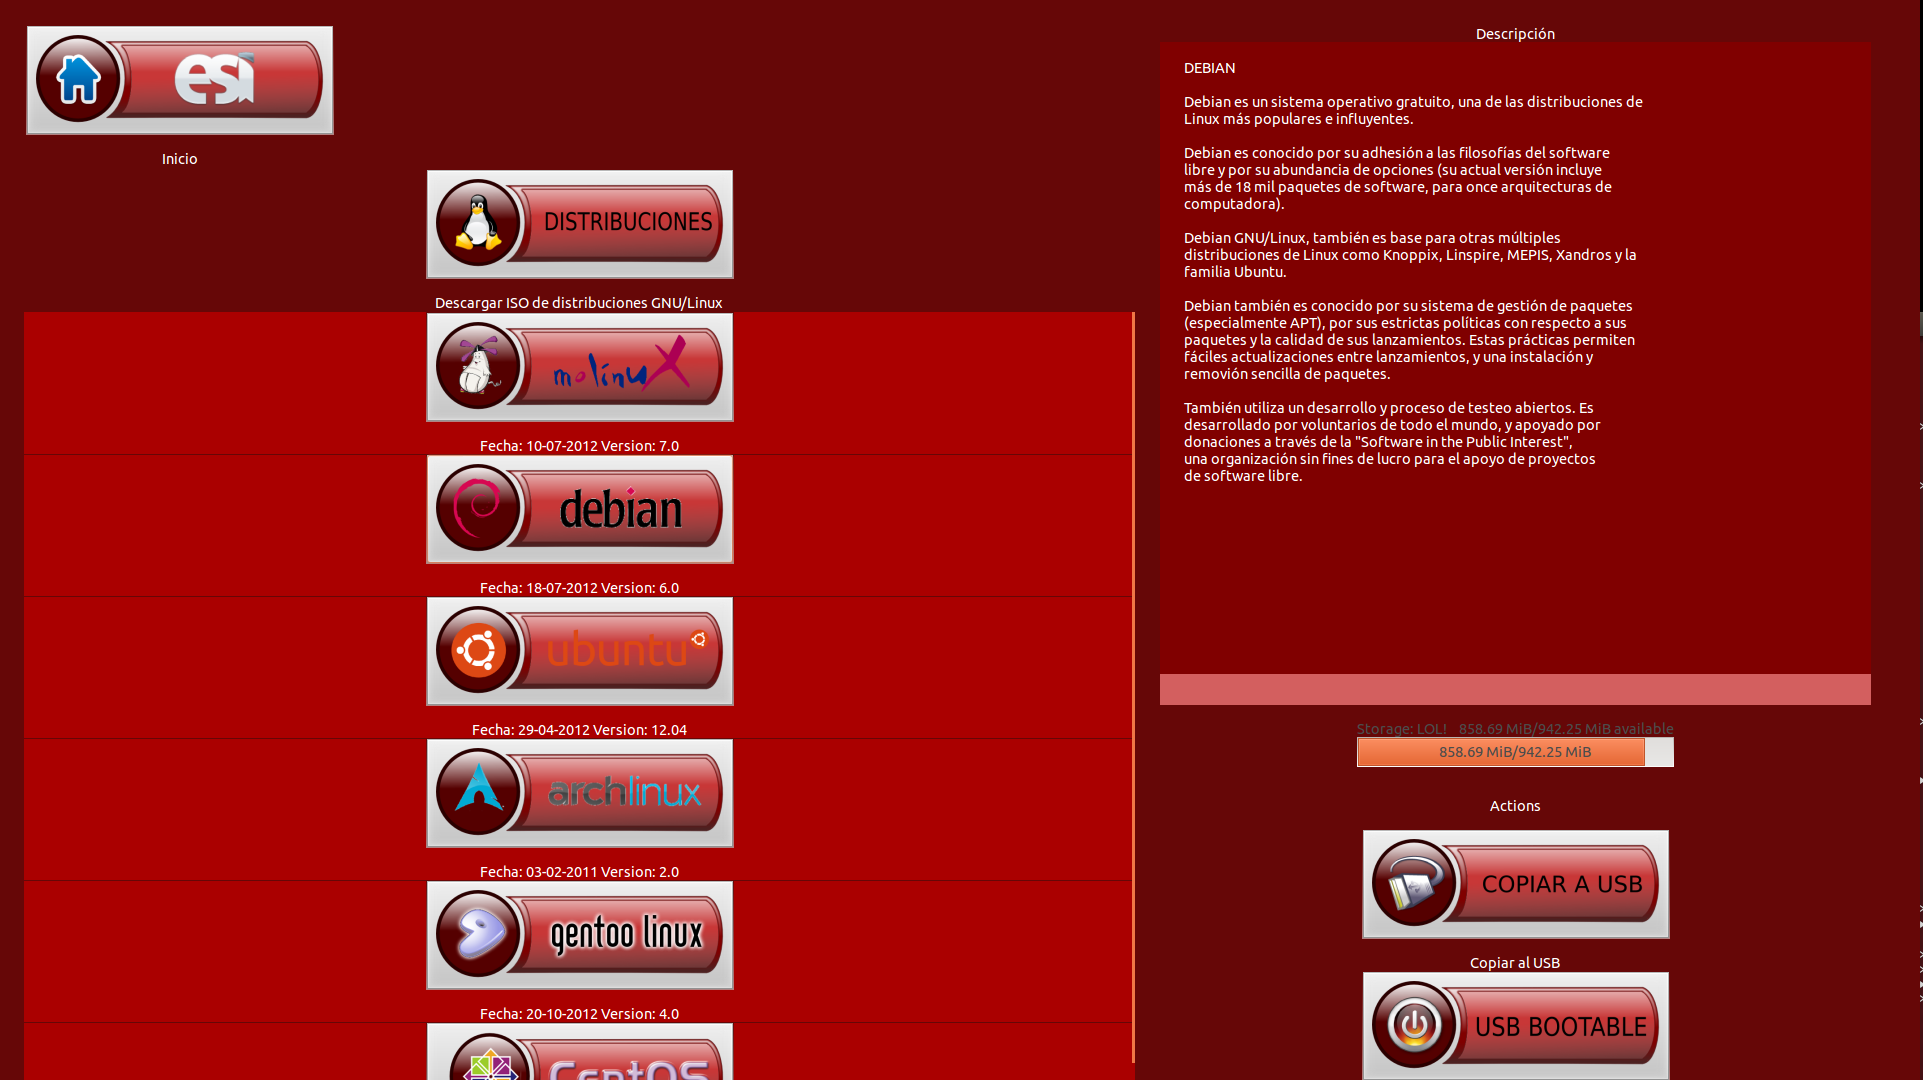 esi
Inicio
DISTRIBUCIONES
Descargar ISO de distribuciones GNU/Linux
molinux
Fecha: 10-07-2012 Version: 7.0
debian
Fecha: 18-07-2012 Version: 6.0
ubuntu
Fecha: 29-04-2012 Version: 12.04
archlinux
Fecha: 03-02-2011 Version: 2.0
gentoo linux
Fecha: 20-10-2012 Version: 4.0
CentOS
Descripción
DEBIAN
Debian es un sistema operativo gratuito, una de las distribuciones de
Linux más populares e influyentes.
Debian es conocido por su adhesión a las filosofías del software
libre y por su abundancia de opciones (su actual versión incluye
más de 18 mil paquetes de software, para once arquitecturas de
computadora).
Debian GNU/Linux, también es base para otras múltiples
distribuciones de Linux como Knoppix, Linspire, MEPIS, Xandros y la
familia Ubuntu.
Debian también es conocido por su sistema de gestión de paquetes
(especialmente APT), por sus estrictas políticas con respecto a sus
paquetes y la calidad de sus lanzamientos. Estas prácticas permiten
fáciles actualizaciones entre lanzamientos, y una instalación y
removión sencilla de paquetes.
También utiliza un desarrollo y proceso de testeo abiertos. Es
desarrollado por voluntarios de todo el mundo, y apoyado por
donaciones a través de la "Software in the Public Interest",
una organización sin fines de lucro para el apoyo de proyectos
de software libre.
Storage: LOL! 858.69 MiB/942.25 MiB available
858.69 MiB/942.25 MiB
Actions
COPIAR A USB
Copiar al USB
USB BOOTABLE